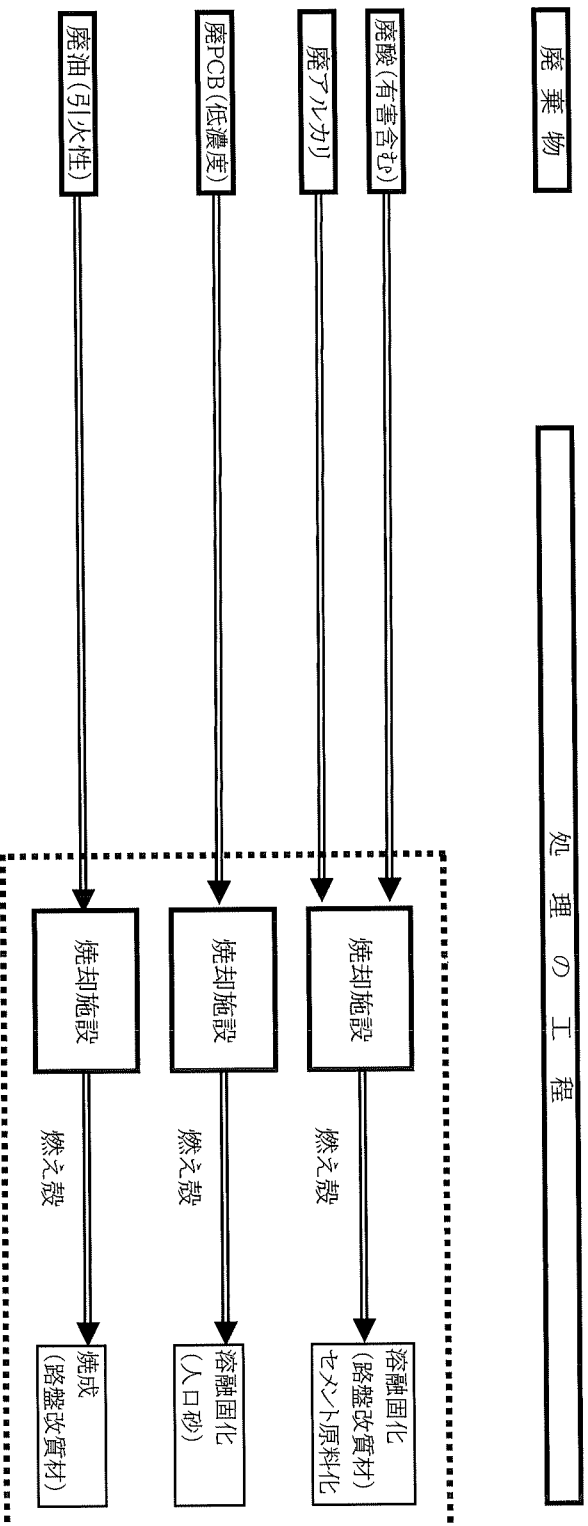 廃棄物
処理の工程
廃酸(有害含む)
廃アルカリ
焼却施設
燃え殻
溶融固化
(路盤改質材)
セメント原料化
廃PCB(低濃度)
焼却施設
燃え殻
溶融固化
(人口砂)
廃油(引火性)
焼却施設
燃え殻
焼成
(路盤改質材)